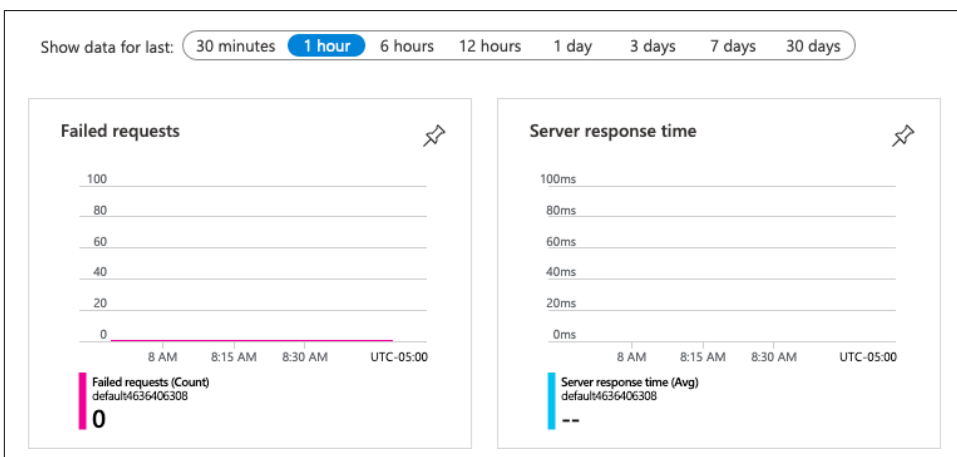 Show data for last: 30 minutes 1 hour 6 hours 12 hours 1 day 3 days 7 days 30 days
Failed requests
100
80
60
40
20
0
8 AM 8:15 AM 8:30 AM UTC-05:00
Failed requests (Count)
default4636406308
0
Server response time
100ms
80ms
60ms
40ms
20ms
0ms
8 AM 8:15 AM 8:30 AM UTC-05:00
Server response time (Avg)
default4636406308
--